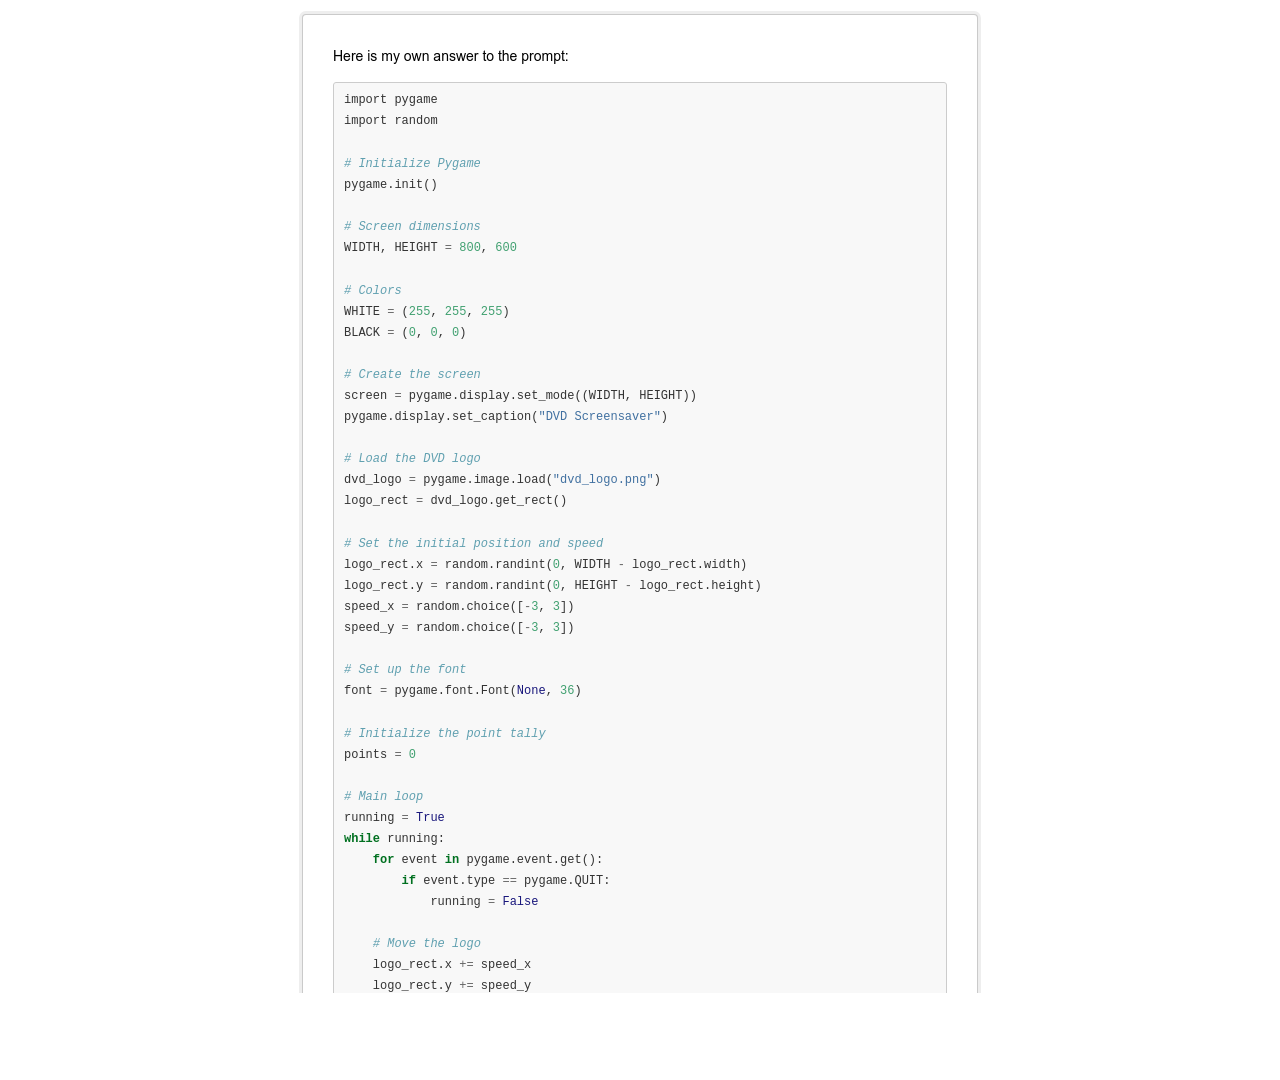 Here is my own answer to the prompt:
import pygame
import random

# Initialize Pygame
pygame.init()

# Screen dimensions
WIDTH, HEIGHT = 800, 600

# Colors
WHITE = (255, 255, 255)
BLACK = (0, 0, 0)

# Create the screen
screen = pygame.display.set_mode((WIDTH, HEIGHT))
pygame.display.set_caption("DVD Screensaver")

# Load the DVD logo
dvd_logo = pygame.image.load("dvd_logo.png")
logo_rect = dvd_logo.get_rect()

# Set the initial position and speed
logo_rect.x = random.randint(0, WIDTH - logo_rect.width)
logo_rect.y = random.randint(0, HEIGHT - logo_rect.height)
speed_x = random.choice([-3, 3])
speed_y = random.choice([-3, 3])

# Set up the font
font = pygame.font.Font(None, 36)

# Initialize the point tally
points = 0

# Main loop
running = True
while running:
    for event in pygame.event.get():
        if event.type == pygame.QUIT:
            running = False

    # Move the logo
    logo_rect.x += speed_x
    logo_rect.y += speed_y